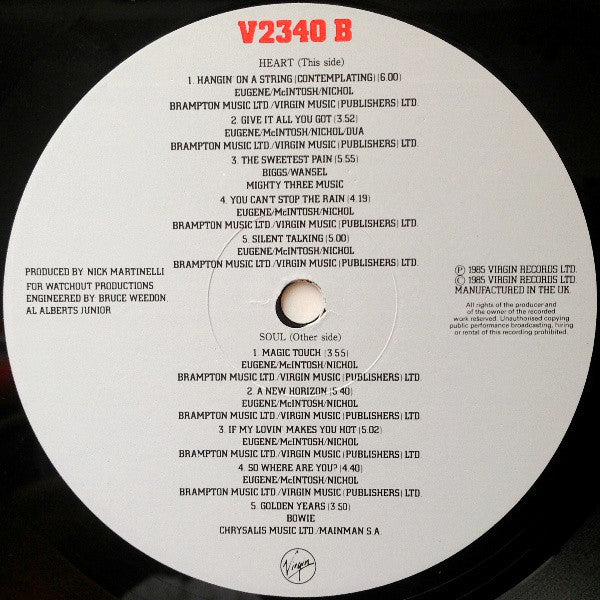 V2340 B
HEART (This side)
1. HANGIN' ON A STRING (CONTEMPLATING) (6.00)
EUGENE/McINTOSH/NICHOL
BRAMPTON MUSIC LTD./VIRGIN MUSIC (PUBLISHERS) LTD.
2. GIVE IT ALL YOU GOT (3.52)
EUGENE/McINTOSH/NICHOL/DUA
BRAMPTON MUSIC LTD./VIRGIN MUSIC (PUBLISHERS) LTD.
3. THE SWEETEST PAIN (5.55)
BIGGS/WANSEL
MIGHTY THREE MUSIC
4. YOU CAN'T STOP THE RAIN (4.19)
EUGENE/McINTOSH/NICHOL
BRAMPTON MUSIC LTD./VIRGIN MUSIC (PUBLISHERS) LTD.
5. SILENT TALKING (5.00)
EUGENE/McINTOSH/NICHOL
BRAMPTON MUSIC LTD./VIRGIN MUSIC (PUBLISHERS) LTD.
PRODUCED BY NICK MARTINELLI
FOR WATCHOUT PRODUCTIONS
ENGINEERED BY BRUCE WEEDON.
AL ALBERTS JUNIOR
℗ 1985 VIRGIN RECORDS LTD.
© 1985 VIRGIN RECORDS LTD.
MANUFACTURED IN THE UK.
All rights of the producer and
of the owner of the recorded
work reserved. Unauthorised copying
public performance broadcasting, hiring
or rental of this recording prohibited.
SOUL (Other side)
1. MAGIC TOUCH (3.55)
EUGENE/McINTOSH/NICHOL
BRAMPTON MUSIC LTD./VIRGIN MUSIC (PUBLISHERS) LTD.
2. A NEW HORIZON (5.40)
EUGENE/McINTOSH/NICHOL
BRAMPTON MUSIC LTD./VIRGIN MUSIC (PUBLISHERS) LTD.
3. IF MY LOVIN' MAKES YOU HOT (5.02)
EUGENE/McINTOSH/NICHOL
BRAMPTON MUSIC LTD./VIRGIN MUSIC (PUBLISHERS) LTD.
4. SO WHERE ARE YOU? (4.40)
EUGENE/McINTOSH/NICHOL
BRAMPTON MUSIC LTD./VIRGIN MUSIC (PUBLISHERS) LTD.
5. GOLDEN YEARS (3.50)
BOWIE
CHRYSALIS MUSIC LTD./MAINMAN S.A.
Virgin